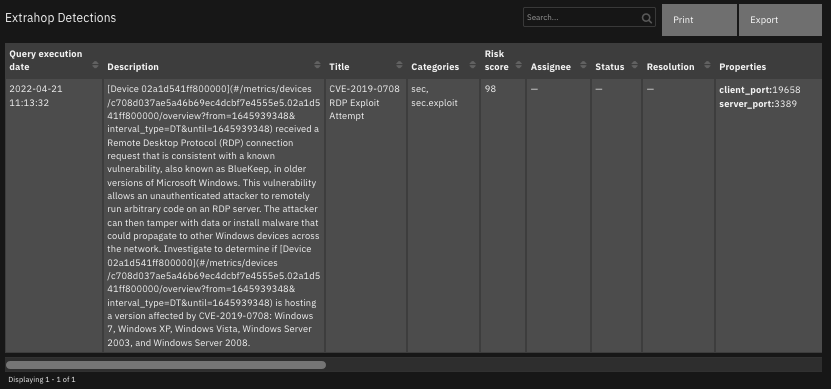 Extrahop Detections
Search...
Print
Export
Query execution
date
Description
Title
Categories
Risk
score
Assignee
Status
Resolution
Properties
2022-04-21
11:13:32
[Device 02a1d541ff800000](#/metrics/devices
/c708d037ae5a46b69ec4dcbf7e4555e5.02a1d5
41ff800000/overview?from=1645939348&
interval_type=DT&until=1645939348) received a
Remote Desktop Protocol (RDP) connection
request that is consistent with a known
vulnerability, also known as BlueKeep, in older
versions of Microsoft Windows. This vulnerability
allows an unauthenticated attacker to remotely
run arbitrary code on an RDP server. The attacker
can then tamper with data or install malware that
could propagate to other Windows devices across
the network. Investigate to determine if [Device
02a1d541ff800000](#/metrics/devices
/c708d037ae5a46b69ec4dcbf7e4555e5.02a1d5
41ff800000/overview?from=1645939348&
interval_type=DT&until=1645939348) is hosting
a version affected by CVE-2019-0708: Windows
7, Windows XP, Windows Vista, Windows Server
2003, and Windows Server 2008.
CVE-2019-0708
RDP Exploit
Attempt
sec,
sec.exploit
98
—
—
—
client_port:19658
server_port:3389
Displaying 1 - 1 of 1